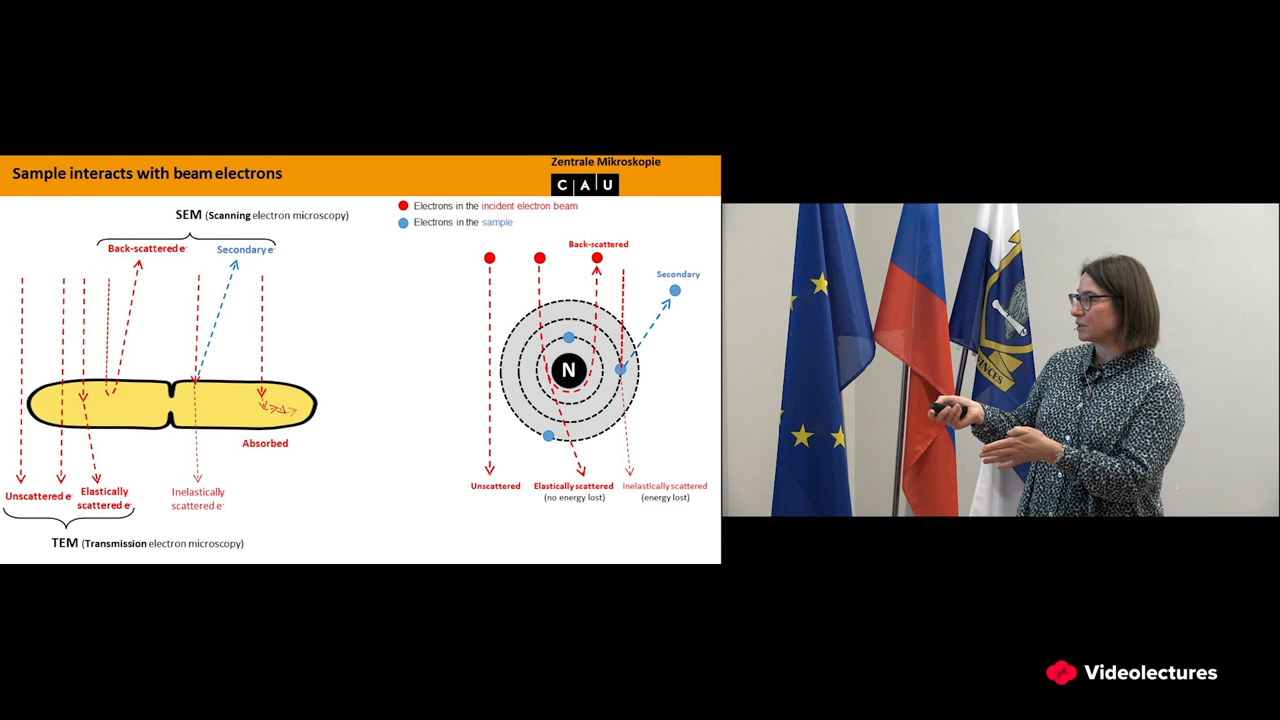 Sample interacts with beam electrons
Zentrale Mikroskopie
C A U
SEM (Scanning electron microscopy)
Back-scattered e-
Secondary e-
Absorbed
Unscattered e-
Elastically
scattered e-
Inelastically
scattered e-
TEM (Transmission electron microscopy)
Electrons in the incident electron beam
Electrons in the sample
Back-scattered
Secondary
N
Unscattered
Elastically scattered
(no energy lost)
Inelastically scattered
(energy lost)
Videolectures